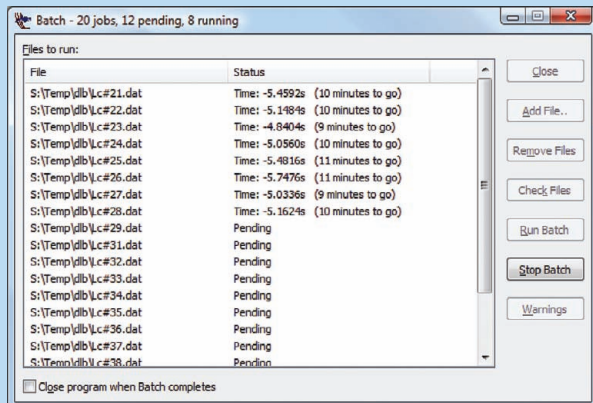 Batch - 20 jobs, 12 pending, 8 running
Files to run:
File Status
S:\Temp\dlb\Lc#21.dat Time: -5.4592s (10 minutes to go)
S:\Temp\dlb\Lc#22.dat Time: -5.1484s (10 minutes to go)
S:\Temp\dlb\Lc#23.dat Time: -4.8404s (9 minutes to go)
S:\Temp\dlb\Lc#24.dat Time: -5.0560s (10 minutes to go)
S:\Temp\dlb\Lc#25.dat Time: -5.4816s (11 minutes to go)
S:\Temp\dlb\Lc#26.dat Time: -5.7476s (11 minutes to go)
S:\Temp\dlb\Lc#27.dat Time: -5.0336s (9 minutes to go)
S:\Temp\dlb\Lc#28.dat Time: -5.1624s (10 minutes to go)
S:\Temp\dlb\Lc#29.dat Pending
S:\Temp\dlb\Lc#31.dat Pending
S:\Temp\dlb\Lc#32.dat Pending
S:\Temp\dlb\Lc#33.dat Pending
S:\Temp\dlb\Lc#34.dat Pending
S:\Temp\dlb\Lc#35.dat Pending
S:\Temp\dlb\Lc#36.dat Pending
S:\Temp\dlb\Lc#37.dat Pending
S:\Temp\dlb\Lc#38.dat Pending
Close program when Batch completes
Close
Add File..
Remove Files
Check Files
Run Batch
Stop Batch
Warnings